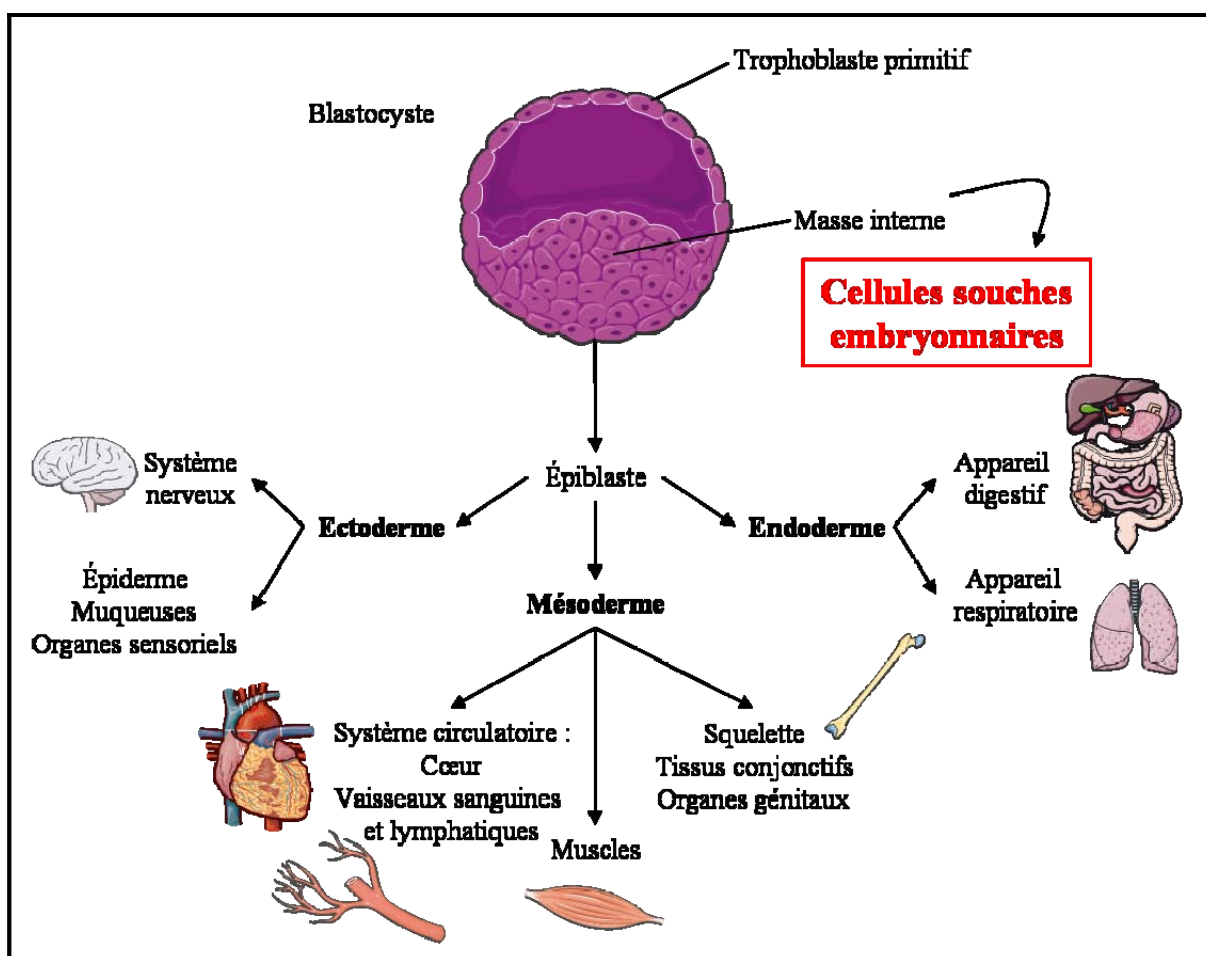 Trophoblaste primitif
Blastocyste
Masse interne
Cellules souches
embryonnaires
Système
nerveux
Épiblaste
Appareil
digestif
Ectoderme
Endoderme
Épiderme
Muqueuses
Organes sensoriels
Mésoderme
Appareil
respiratoire
Système circulatoire :
Cœur
Vaisseaux sanguines
et lymphatiques
Squelette
Tissus conjonctifs
Organes génitaux
Muscles